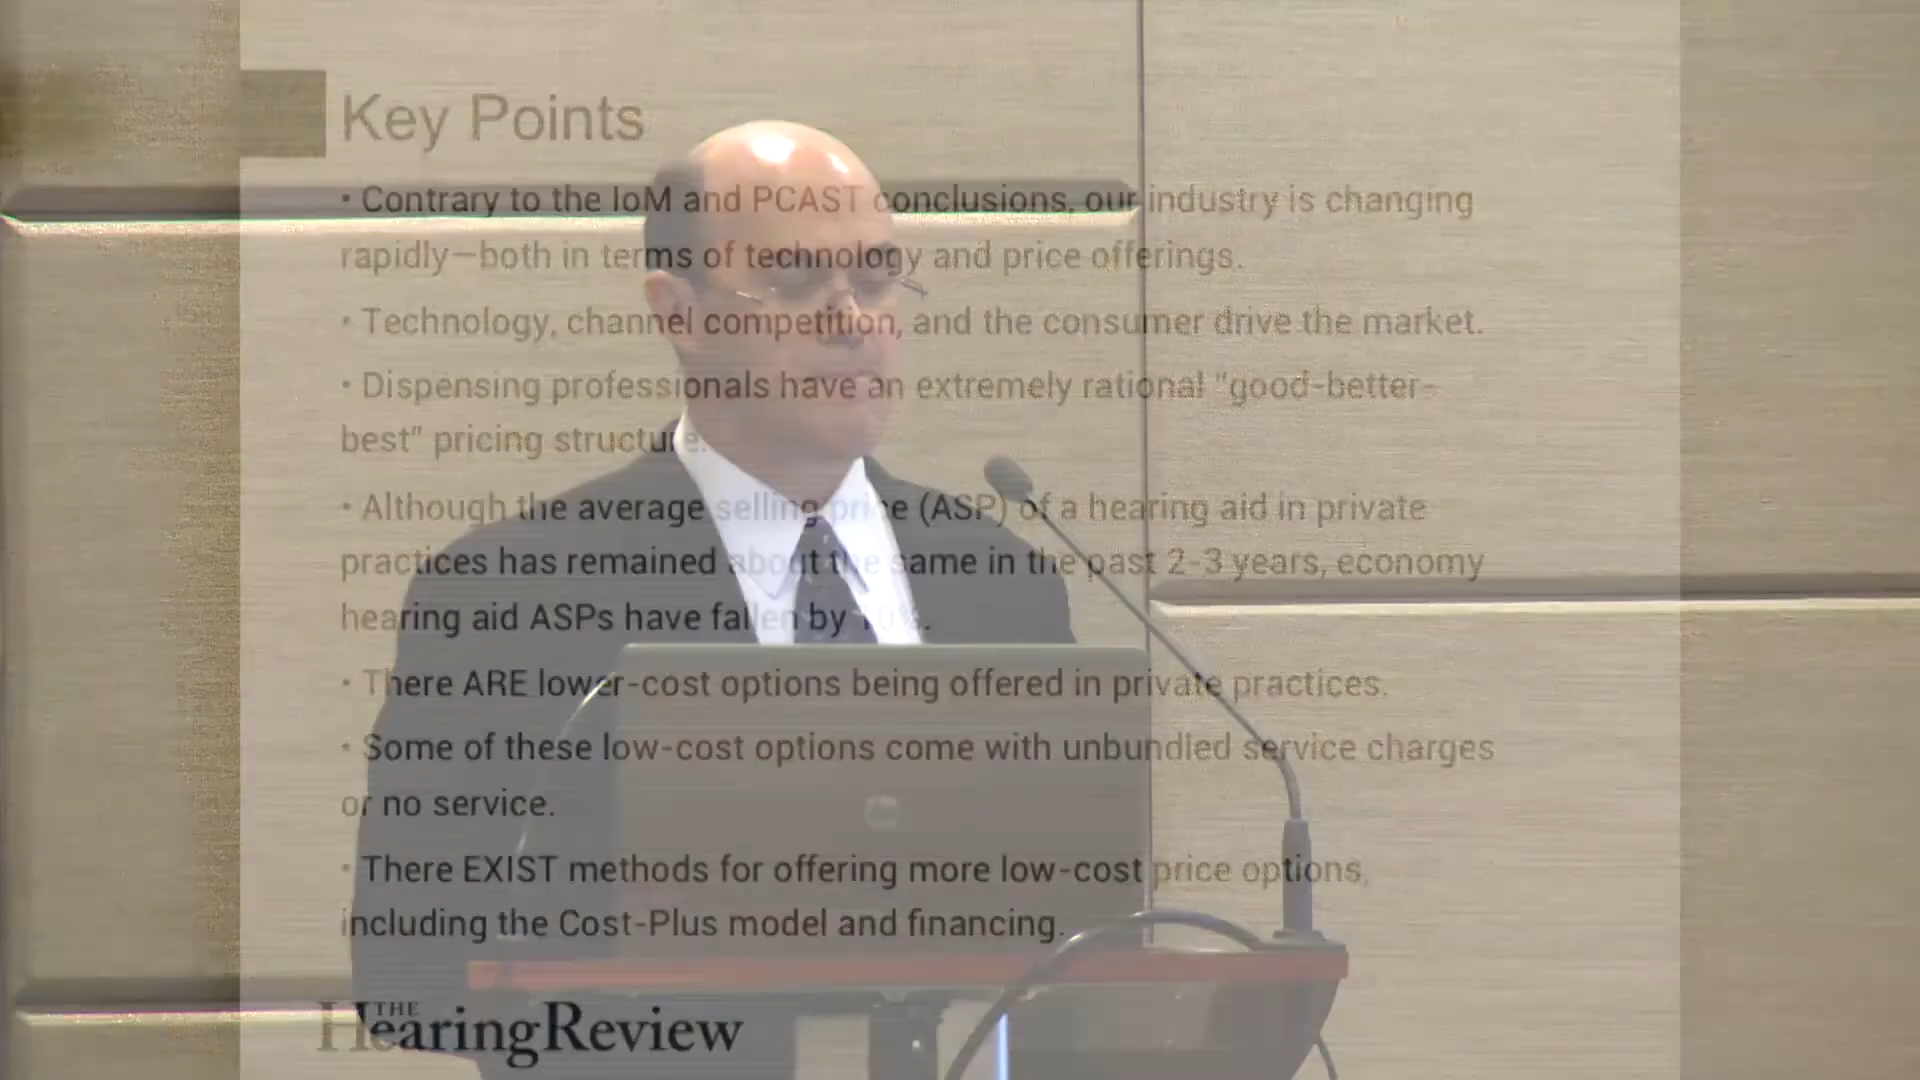 Key Points
• Contrary to the IoM and PCAST conclusions, our industry is changing
rapidly—both in terms of technology and price offerings.
• Technology, channel competition, and the consumer drive the market.
• Dispensing professionals have an extremely rational "good-better-
best" pricing structure.
• Although the average selling price (ASP) of a hearing aid in private
practices has remained about the same in the past 2-3 years, economy
hearing aid ASPs have fallen by 10%.
• There ARE lower-cost options being offered in private practices.
• Some of these low-cost options come with unbundled service charges
or no service.
• There EXIST methods for offering more low-cost price options,
including the Cost-Plus model and financing.
THE
HearingReview